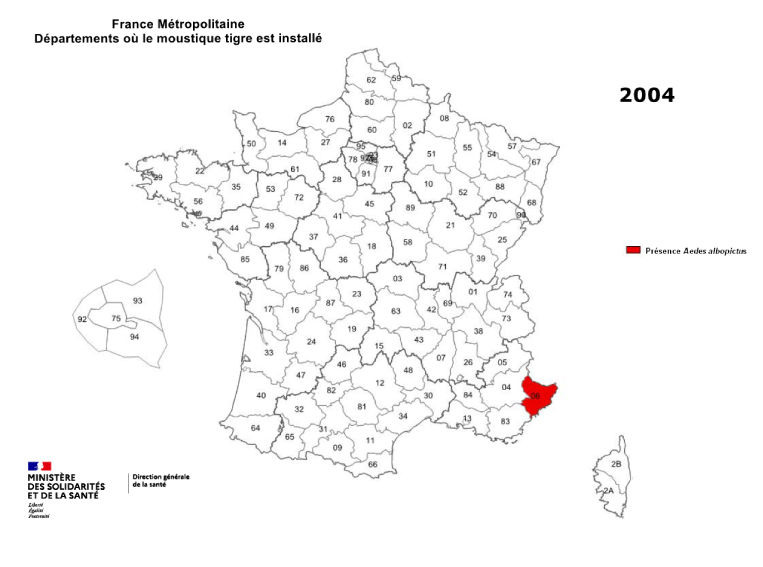 France Métropolitaine
Départements où le moustique tigre est installé
2004
62 59
80
76 02 08
60
50 14 27 95 51 55 54 57 67
78 77
61 91
29 22 28 10 52 88 68
35 53
56 72 45 89 70 90
41 21
44 49 25
37 18 58
85 36 39
79 86 71
03
93 23 01 74
92 75 17 16 87 63 42 69 73
94 19 38
33 24 15 43
46 07 26 05
47 12 48 04
40 82 30 84 06
32 81 34 13 83
64 31
65 09 11
66
2B
2A
Présence Aedes albopictus
MINISTÈRE
DES SOLIDARITÉS
ET DE LA SANTÉ
Liberté
Égalité
Fraternité
Direction générale
de la santé